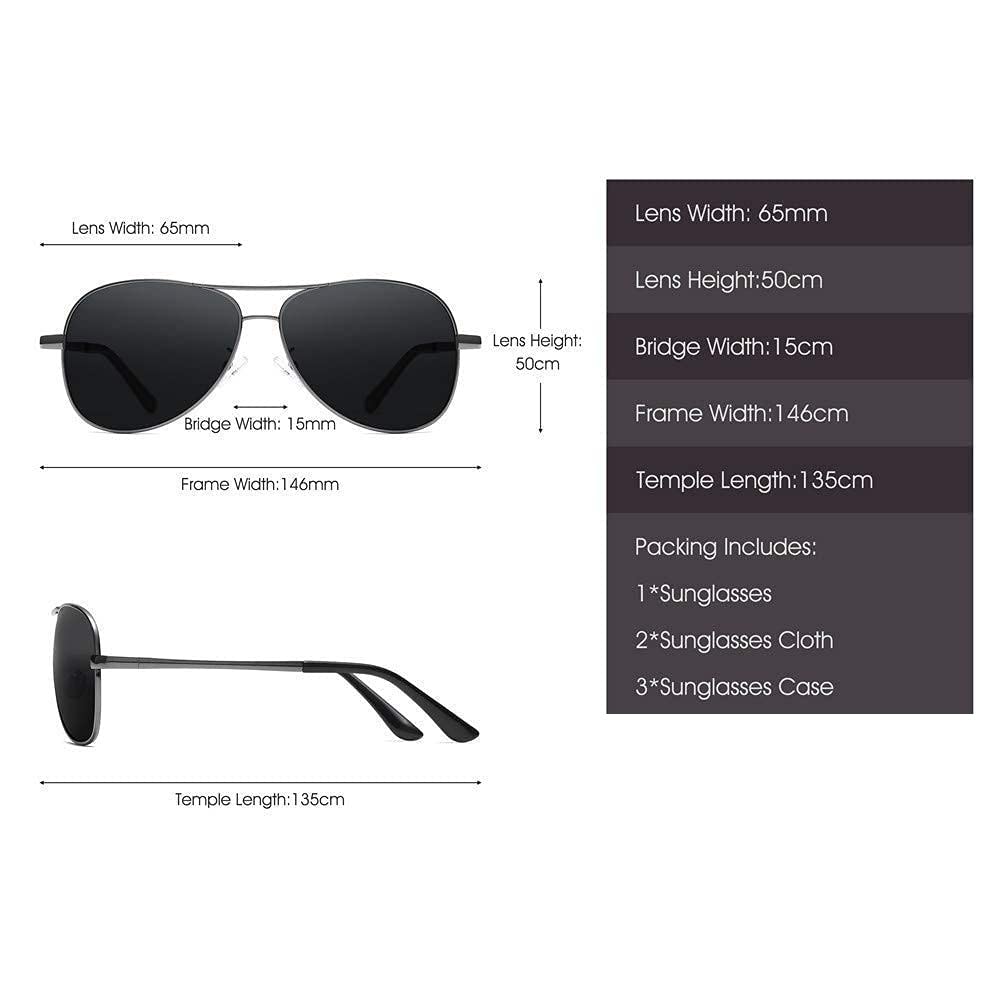 Lens Width: 65mm
Lens Height:
50cm
Bridge Width: 15mm
Frame Width:146mm
Temple Length:135cm
Lens Width: 65mm
Lens Height:50cm
Bridge Width:15cm
Frame Width:146cm
Temple Length:135cm
Packing Includes:
1*Sunglasses
2*Sunglasses Cloth
3*Sunglasses Case